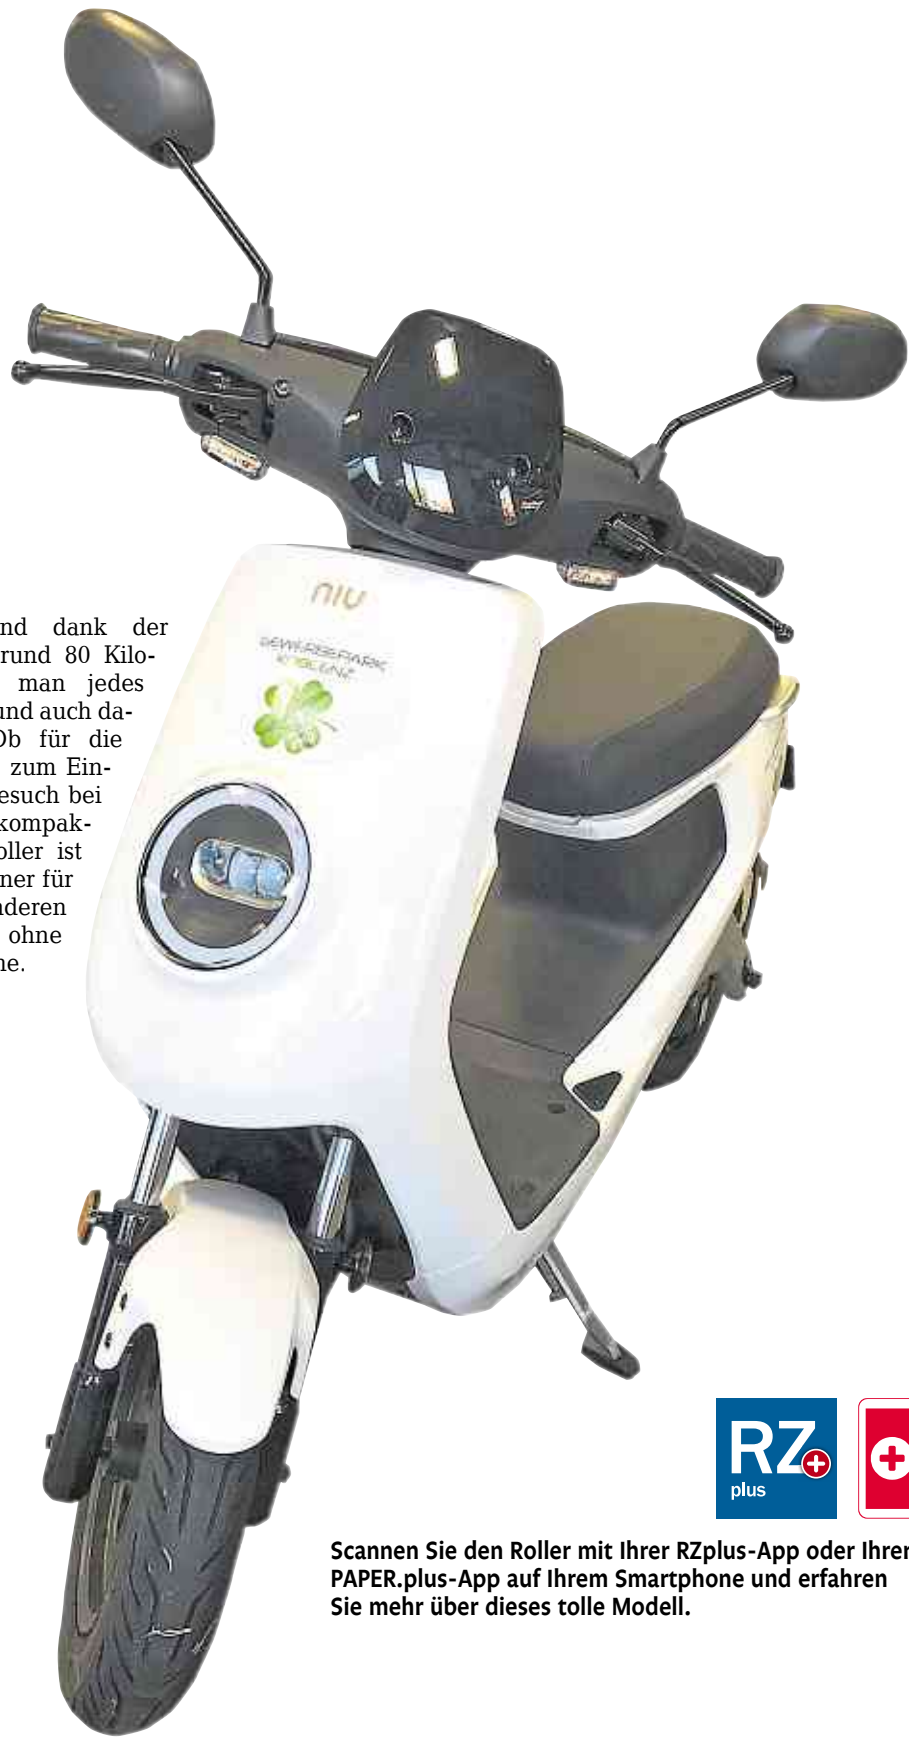 niu
GEWERBEPARK
KOBLENZ
nd dank der
rund 80 Kilo-
man jedes
und auch da-
Ob für die
zum Ein-
esuch bei
kompak-
oller ist
ner für
nderen
ohne
ne.
RZ
plus
Scannen Sie den Roller mit Ihrer RZplus-App oder Ihrer
PAPER.plus-App auf Ihrem Smartphone und erfahren
Sie mehr über dieses tolle Modell.